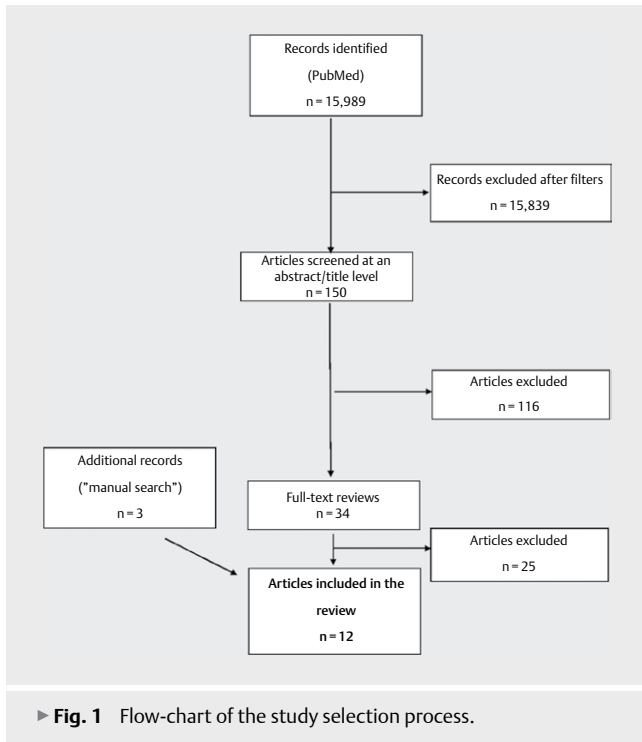 Records identified
(PubMed)
n = 15,989
Records excluded after filters
n = 15,839
Articles screened at an
abstract/title level
n = 150
Articles excluded
n = 116
Additional records
("manual search")
n = 3
Full-text reviews
n = 34
Articles excluded
n = 25
Articles included in the
review
n = 12
▶ Fig. 1 Flow-chart of the study selection process.